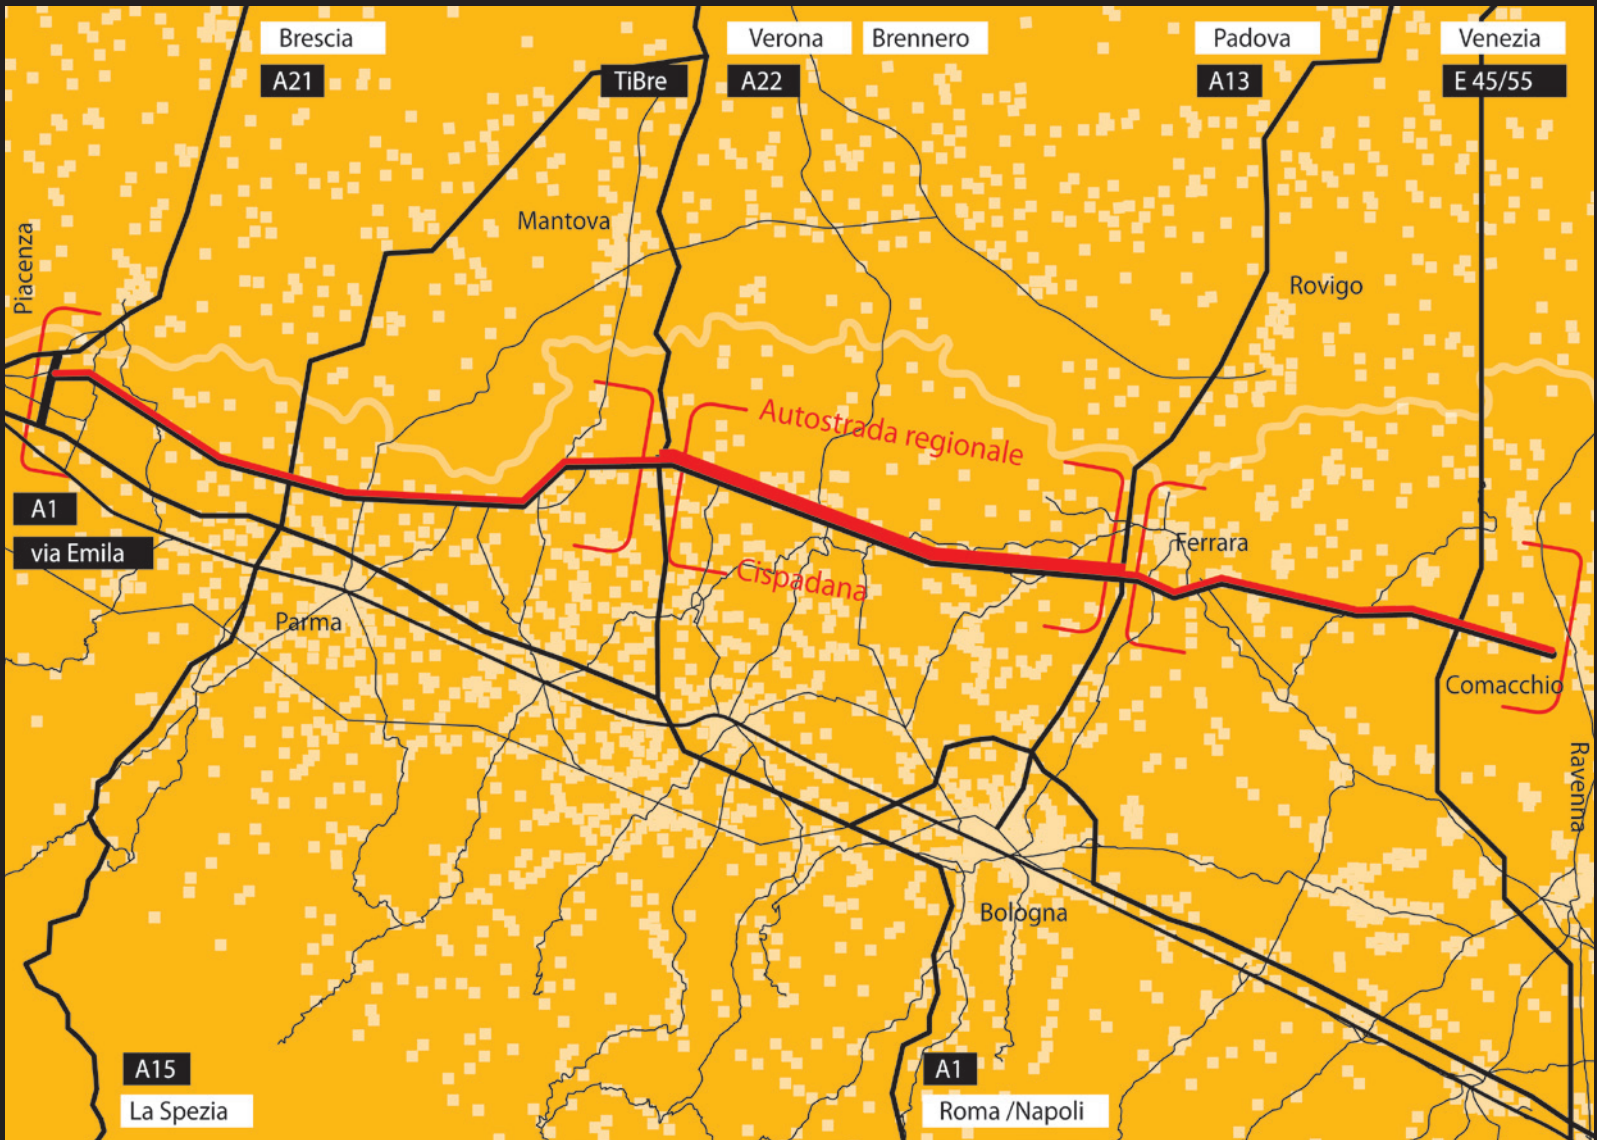 Brescia
Verona
Brennero
Padova
Venezia
A21
TiBre
A22
A13
E 45/55
Mantova
Piacenza
Rovigo
Autostrada regionale
A1
via Emila
Ferrara
Cispadana
Parma
Comacchio
Ravenna
Bologna
A15
La Spezia
A1
Roma /Napoli